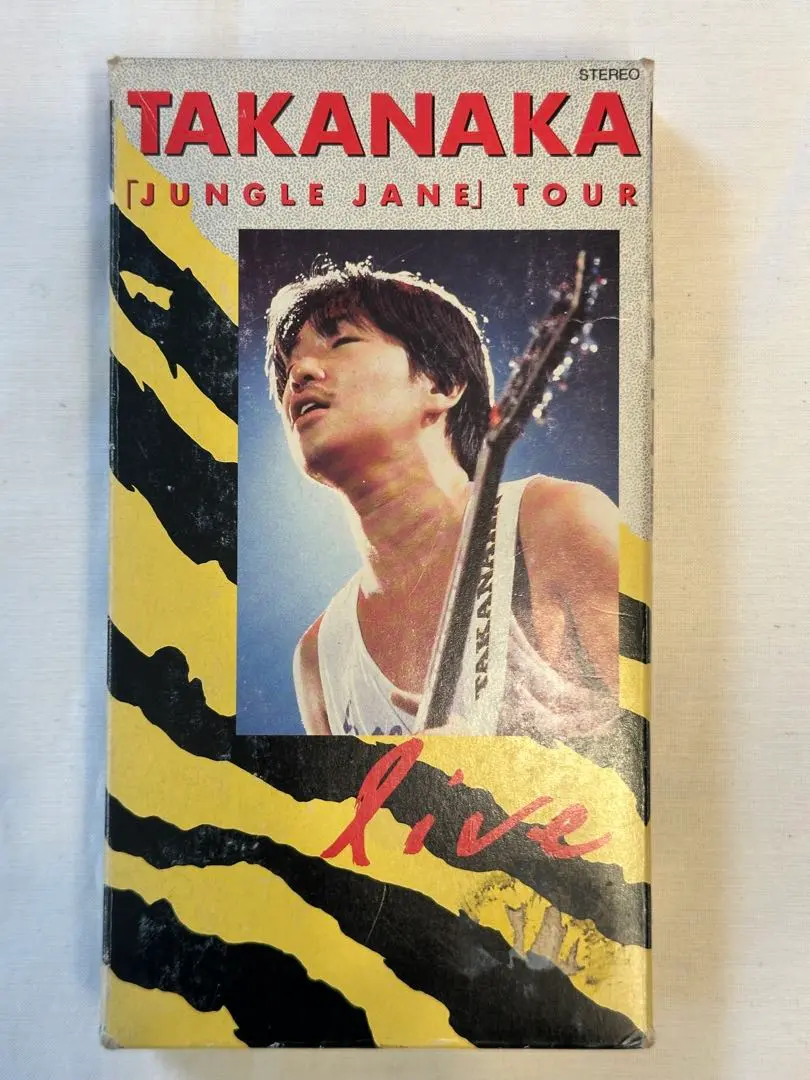 STEREO
TAKANAKA
「JUNGLE JANE」 TOUR
TAKANAKA
live